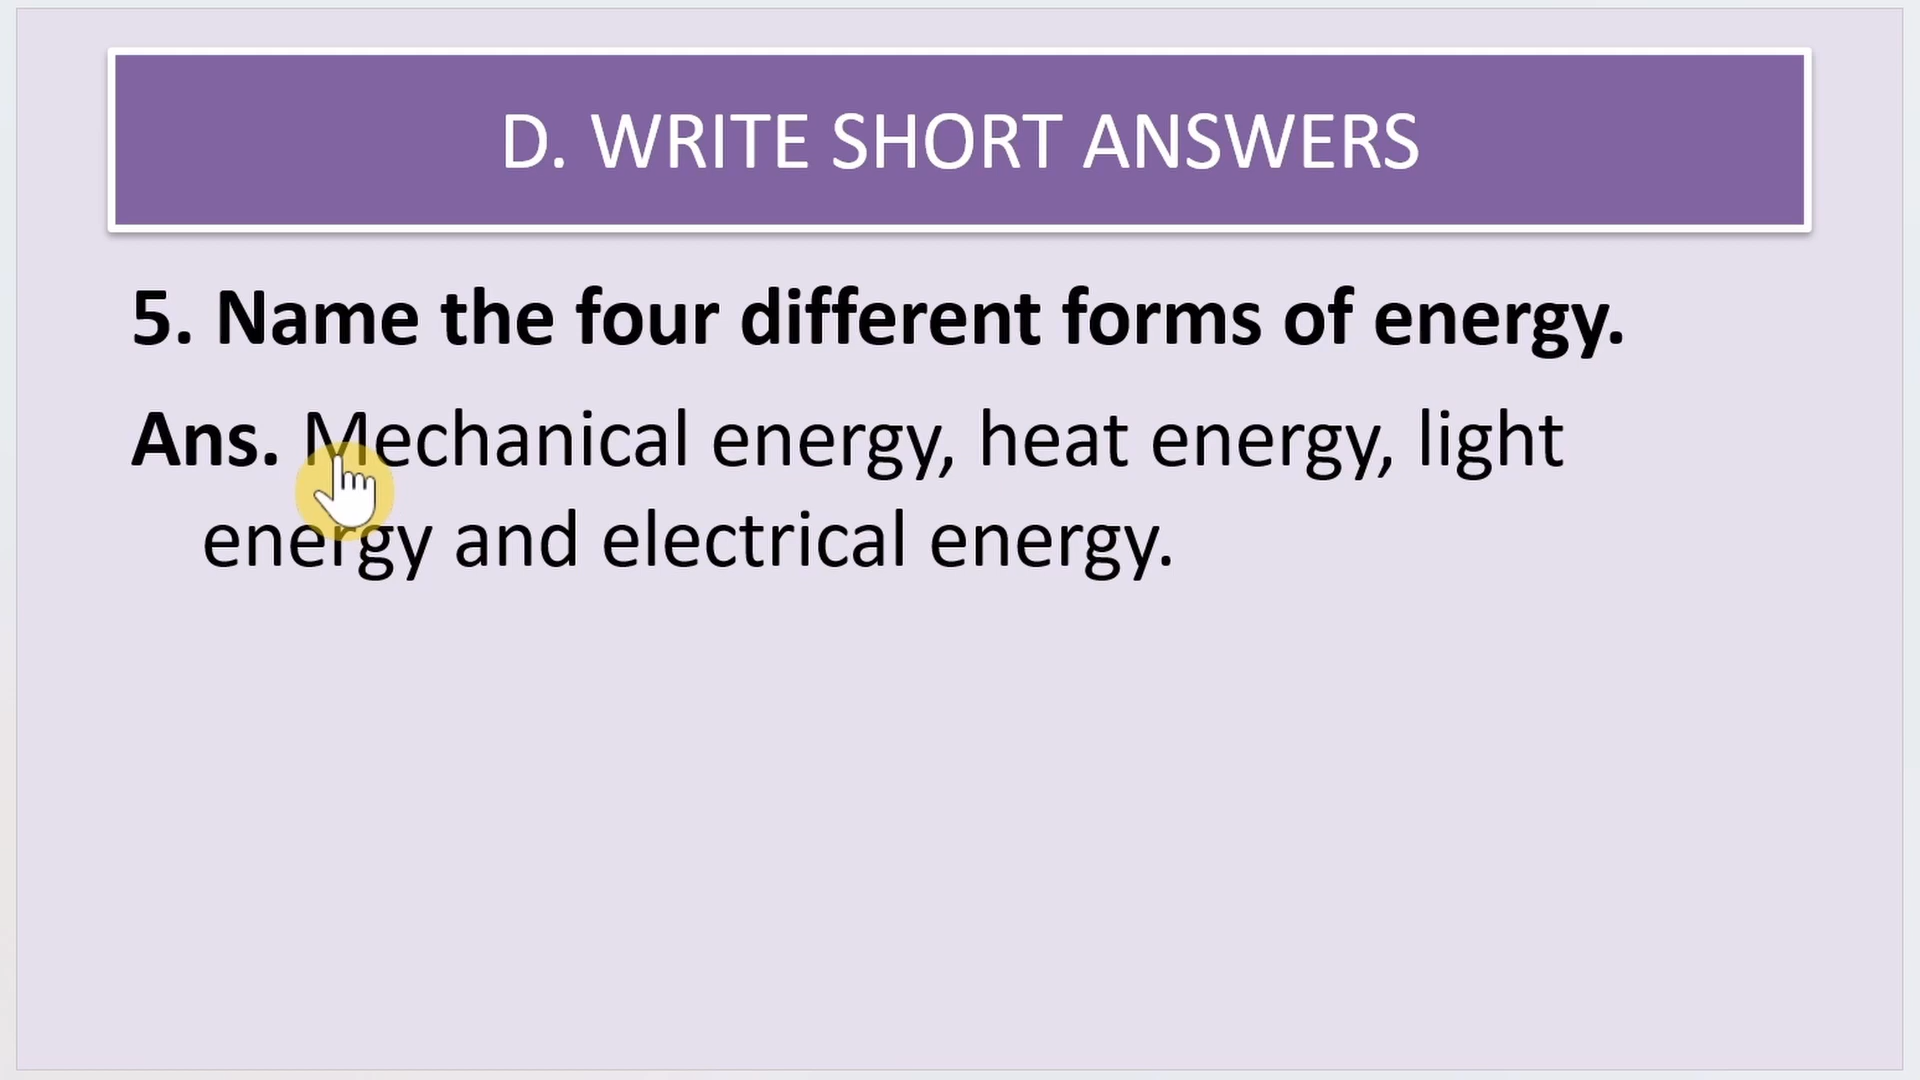 D. WRITE SHORT ANSWERS
5. Name the four different forms of energy.
Ans. Mechanical energy, heat energy, light
energy and electrical energy.